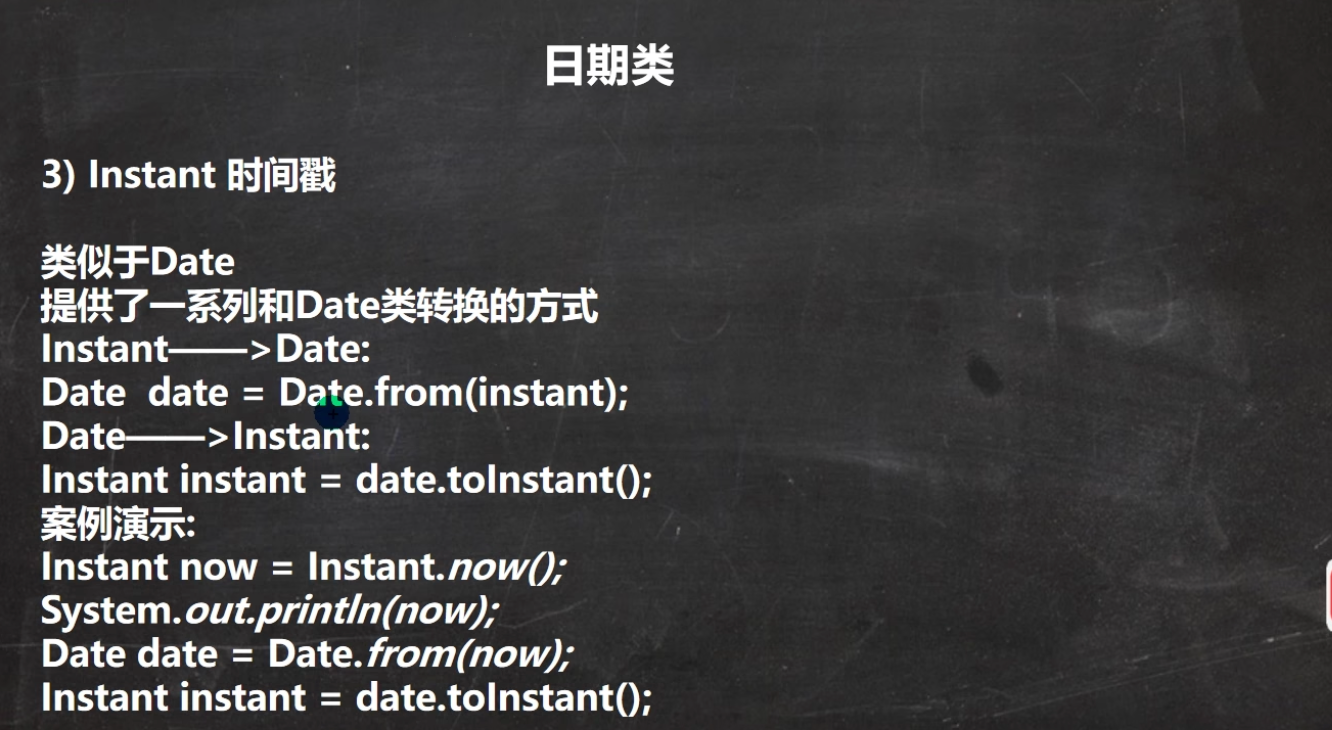 日期类
3) Instant 时间戳
类似于Date
提供了一系列和Date类转换的方式
Instant——>Date:
Date  date = Date.from(instant);
Date——>Instant:
Instant instant = date.toInstant();
案例演示:
Instant now = Instant.now();
System.out.println(now);
Date date = Date.from(now);
Instant instant = date.toInstant();